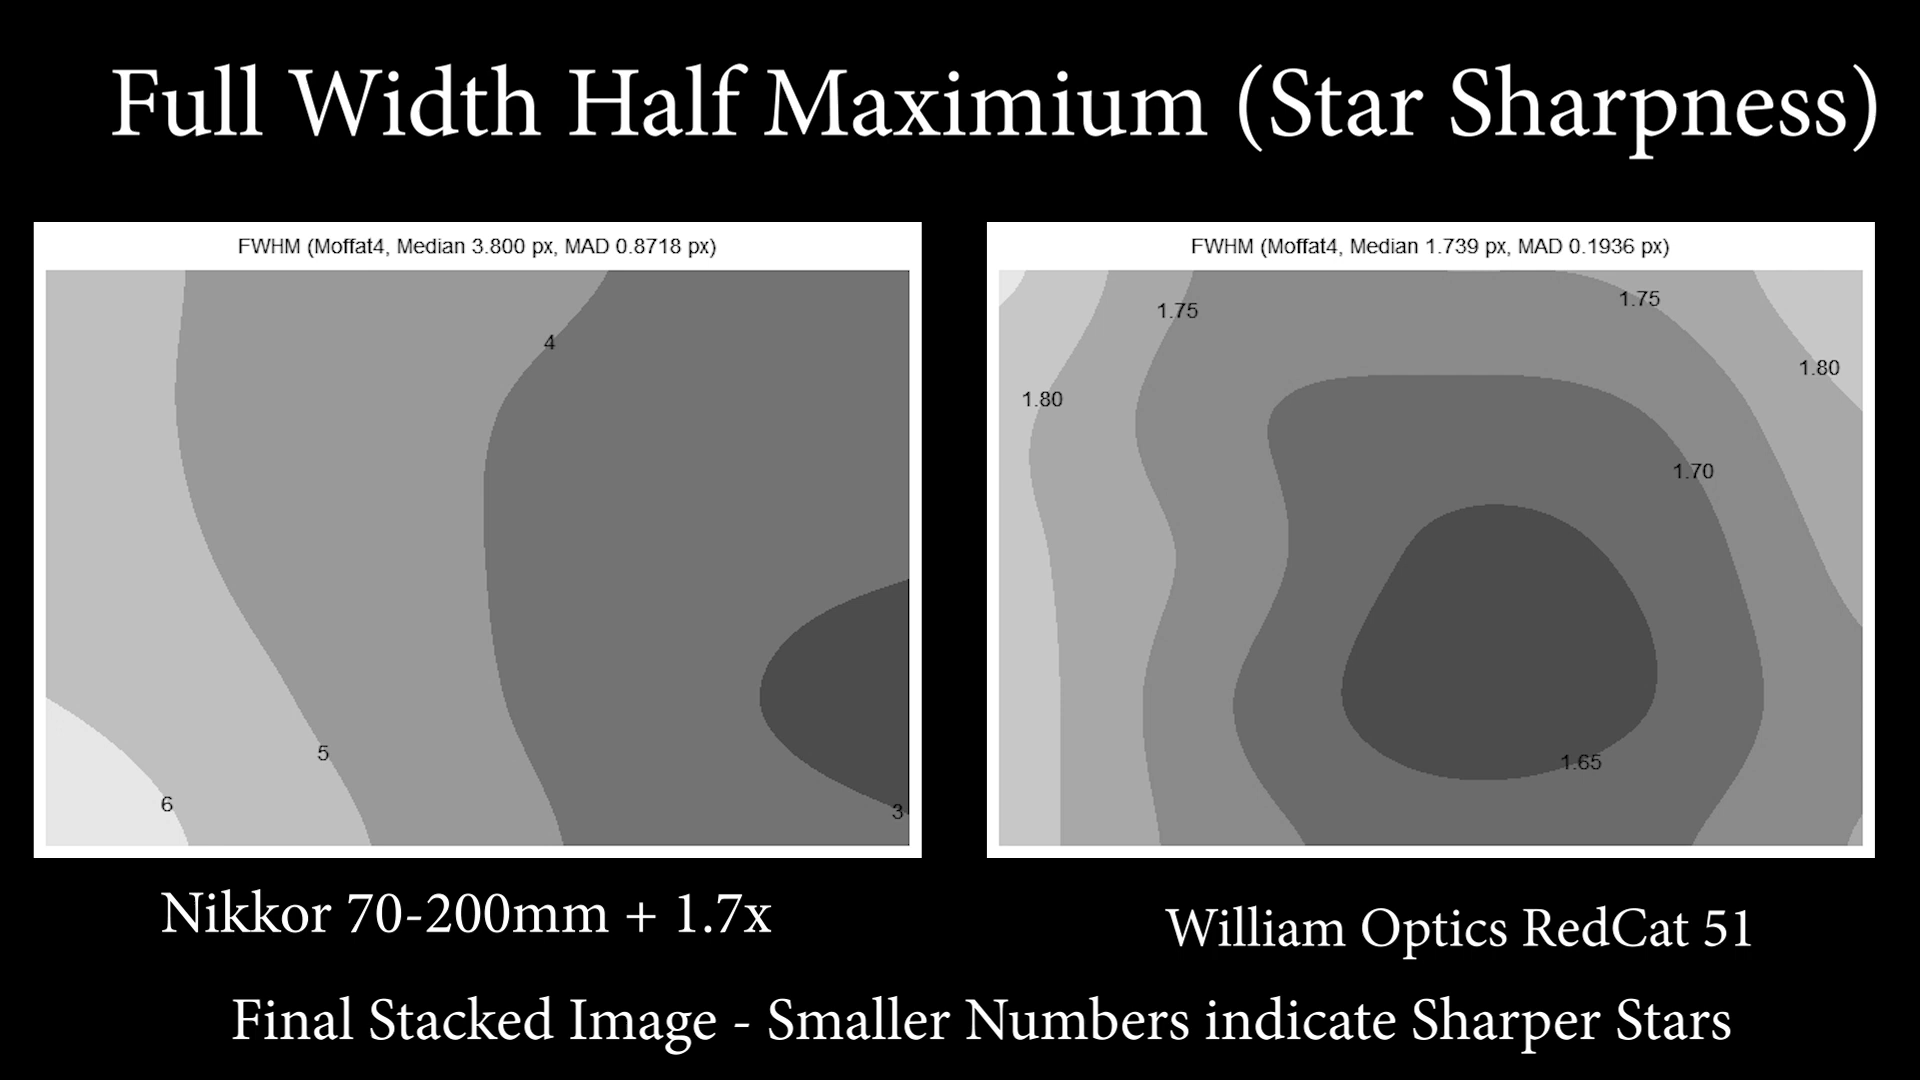 Full Width Half Maximium (Star Sharpness)
FWHM (Moffat4, Median 3.800 px, MAD 0.8718 px)
4
5
6
3
FWHM (Moffat4, Median 1.739 px, MAD 0.1936 px)
1.75
1.75
1.80
1.80
1.70
1.65
Nikkor 70-200mm + 1.7x
William Optics RedCat 51
Final Stacked Image - Smaller Numbers indicate Sharper Stars